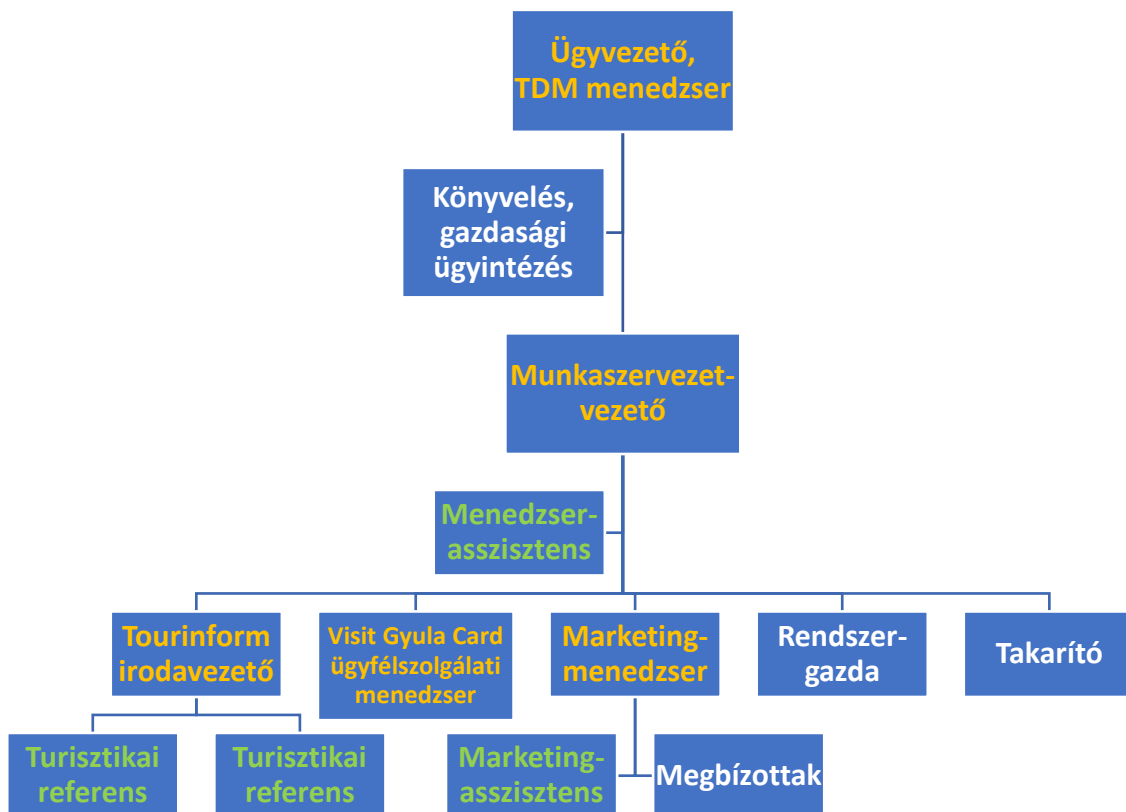 Ügyvezető,
TDM menedzser
Könyvelés,
gazdasági
ügyintézés
Munkaszervezet-
vezető
Menedzser-
asszisztens
Tourinform
irodavezető
Visit Gyula Card
ügyfélszolgálati
menedzser
Marketing-
menedzser
Rendszer-
gazda
Takarító
Turisztikai
referens
Turisztikai
referens
Marketing-
asszisztens
Megbízottak